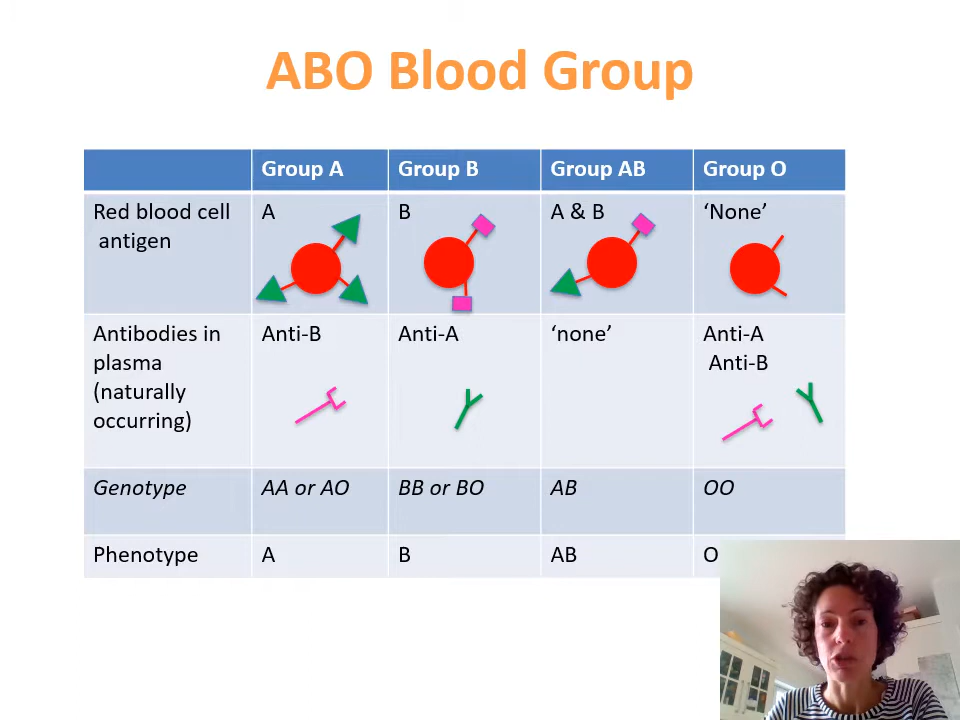 ABO Blood Group
Group A Group B Group AB Group O
Red blood cell A B A & B ‘None’
antigen
Antibodies in Anti-B Anti-A ‘none’ Anti-A
plasma Anti-B
(naturally
occurring)
Genotype AA or AO BB or BO AB OO
Phenotype A B AB O